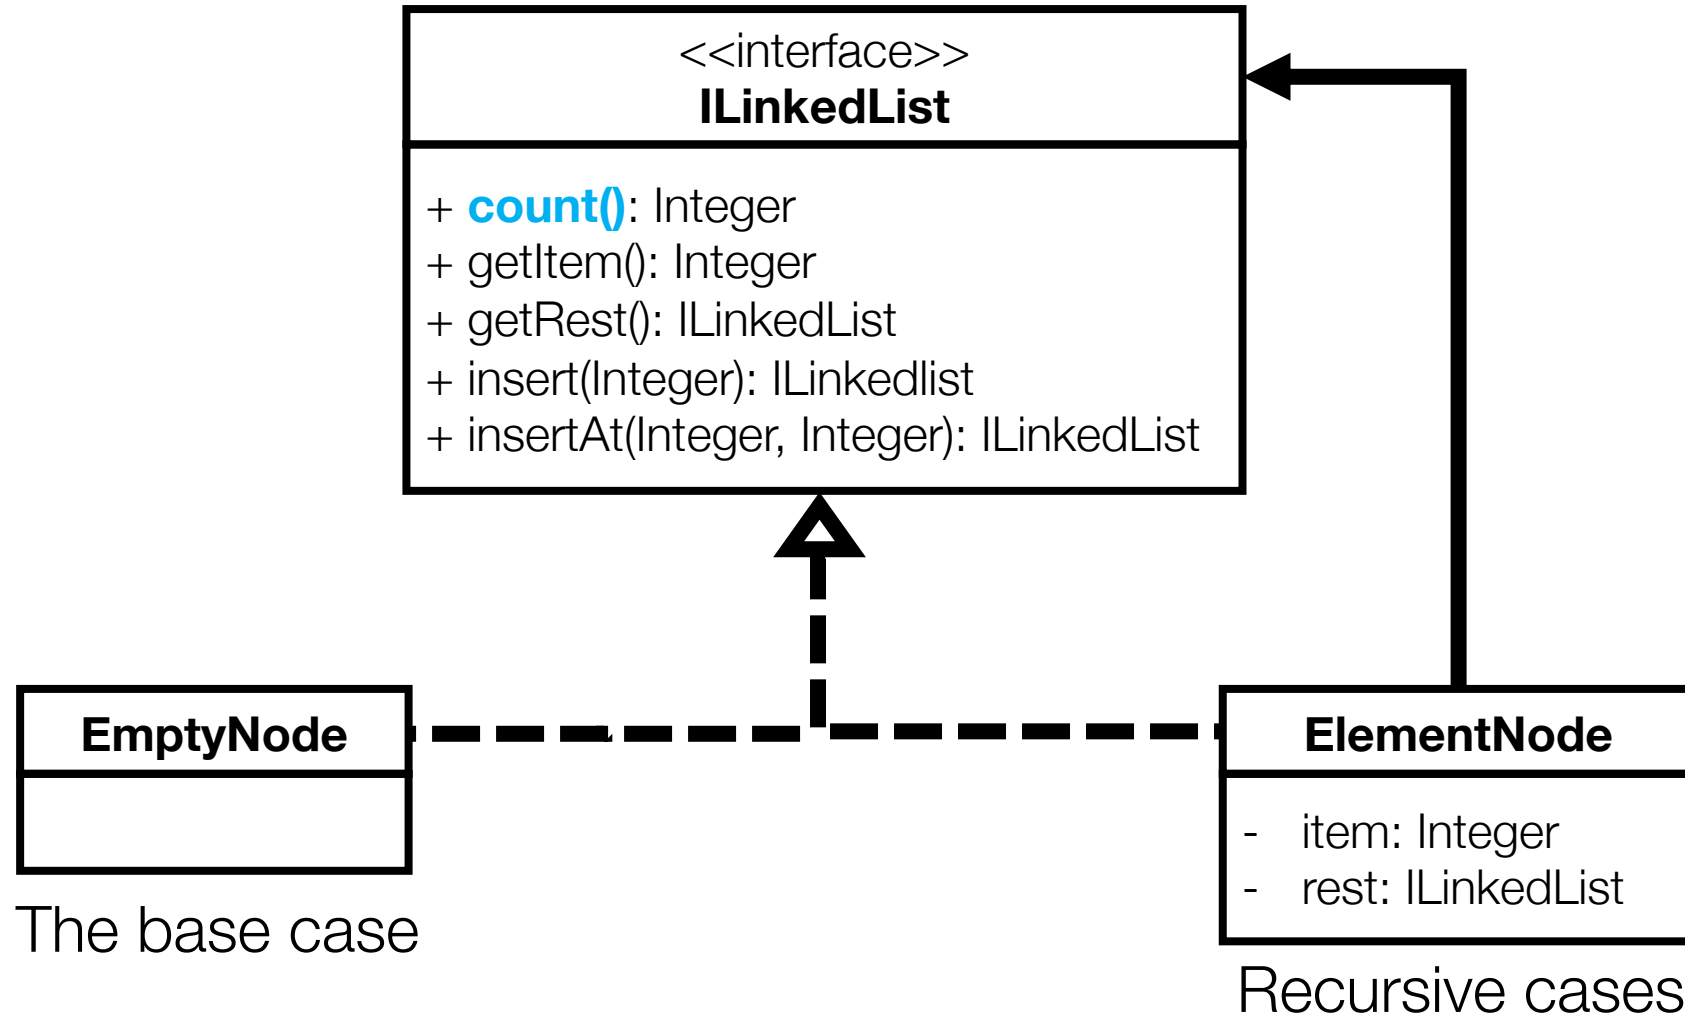 <<interface>>
ILinkedList
+ count(): Integer
+ getItem(): Integer
+ getRest(): ILinkedList
+ insert(Integer): ILinkedlist
+ insertAt(Integer, Integer): ILinkedList
EmptyNode
The base case
ElementNode
- item: Integer
- rest: ILinkedList
Recursive cases